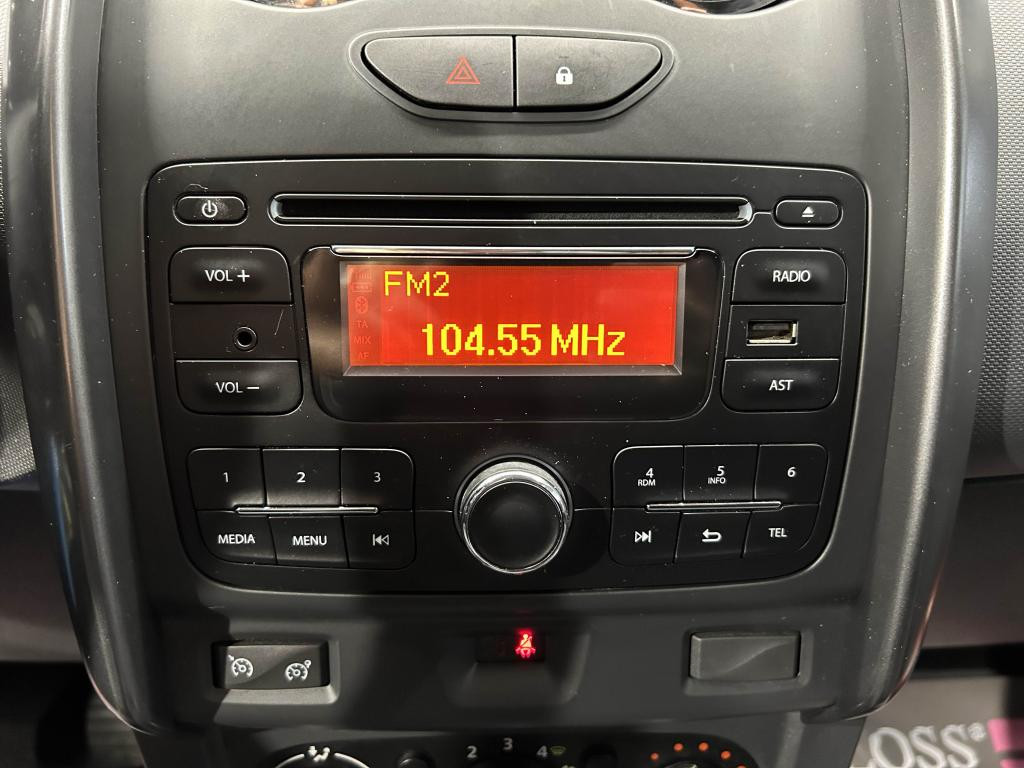 VOL +
RADIO
FM2
TA
MIX
AF
104.55 MHz
VOL −
AST
1 2 3
4 RDM 5 INFO 6
MEDIA MENU
TEL
2 3 4
OSS²